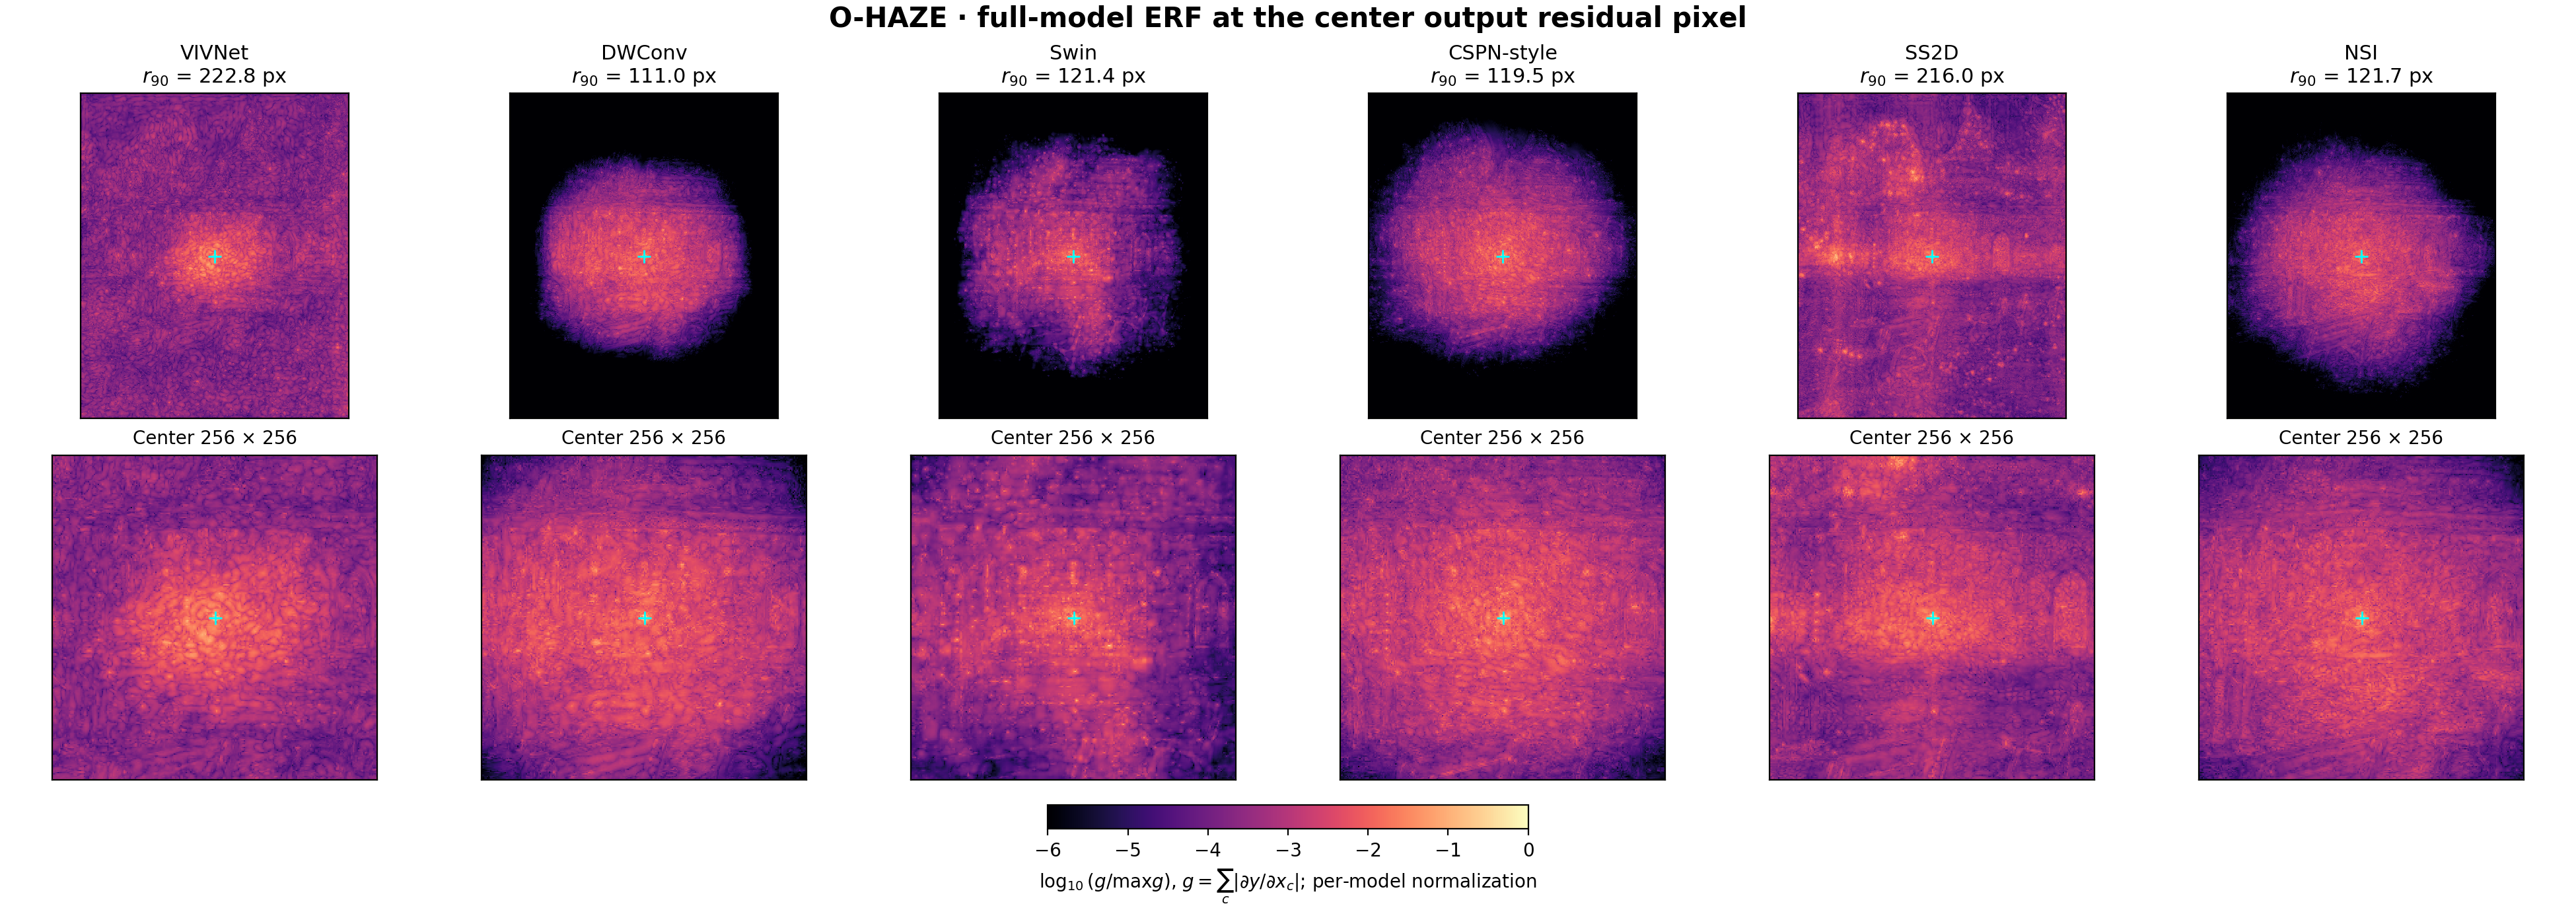 O-HAZE · full-model ERF at the center output residual pixel
VIVNet
r₉₀ = 222.8 px
DWConv
r₉₀ = 111.0 px
Swin
r₉₀ = 121.4 px
CSPN-style
r₉₀ = 119.5 px
SS2D
r₉₀ = 216.0 px
NSI
r₉₀ = 121.7 px
Center 256 × 256
Center 256 × 256
Center 256 × 256
Center 256 × 256
Center 256 × 256
Center 256 × 256
−6 −5 −4 −3 −2 −1 0
log₁₀ (g/maxg), g = ∑c |∂y/∂xc|; per-model normalization